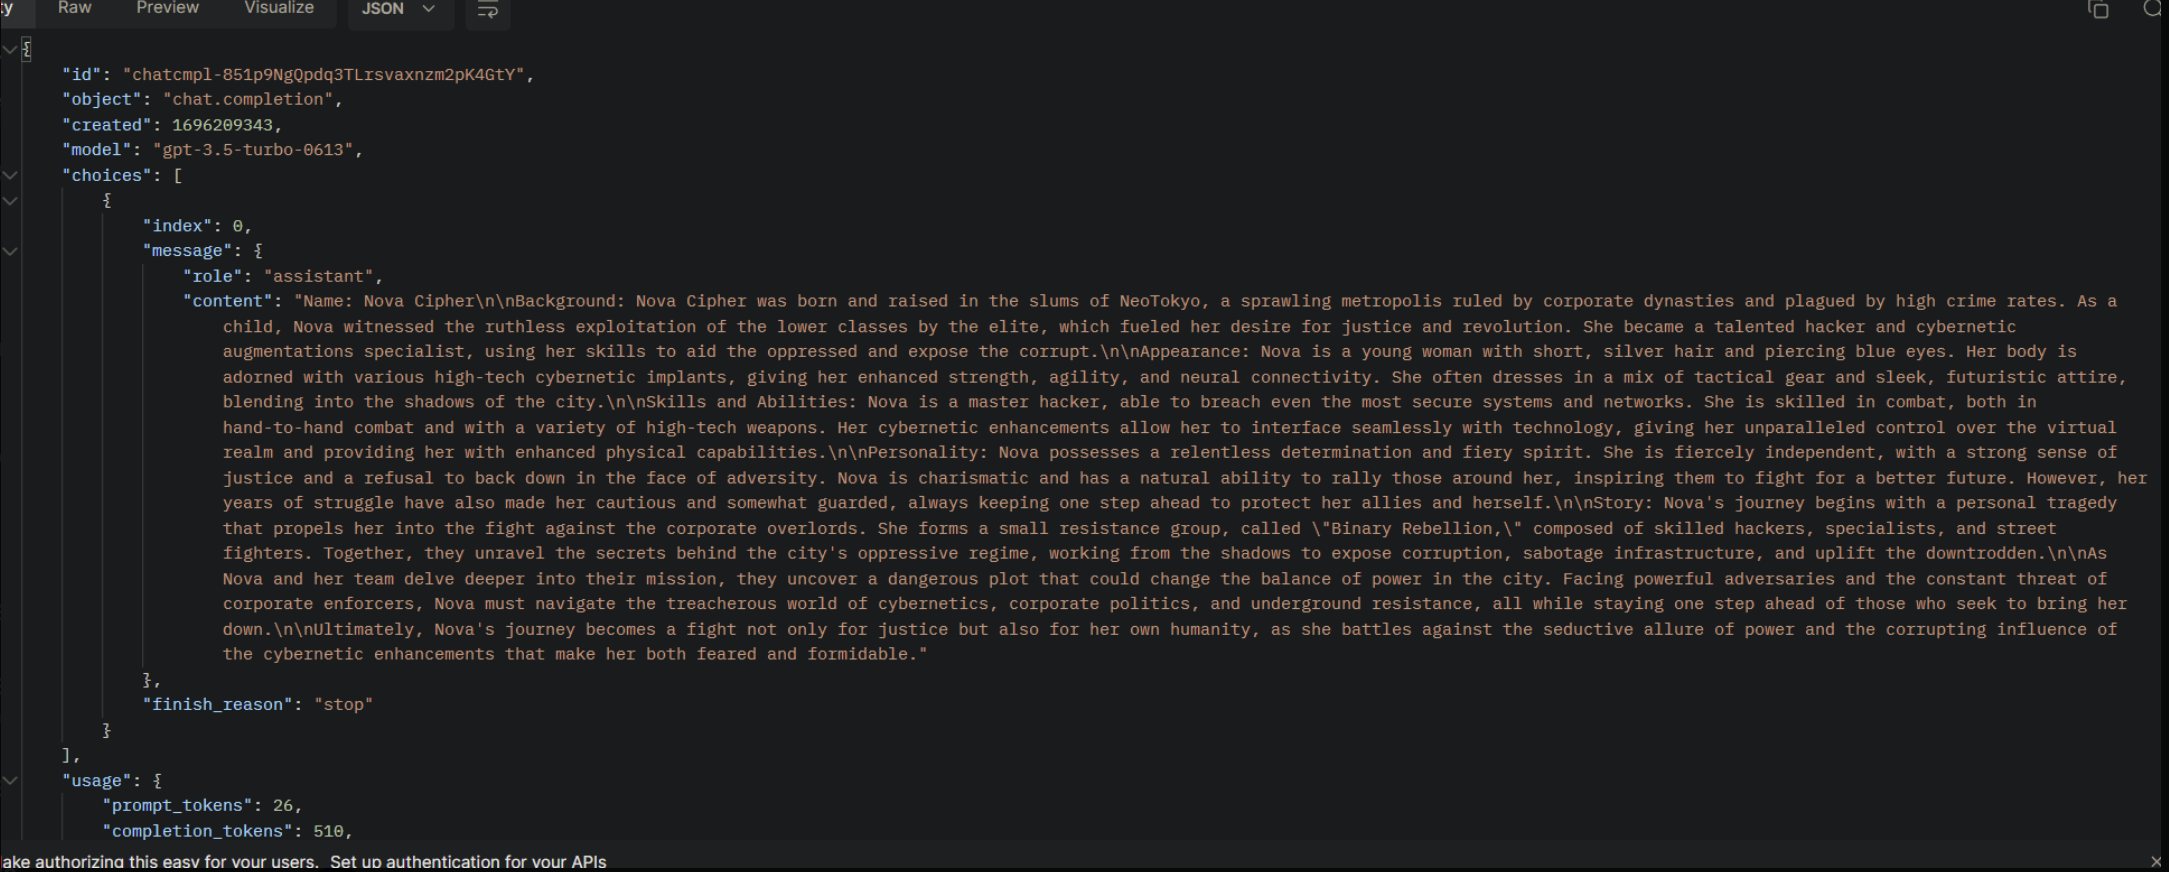 ty Raw Preview Visualize JSON
{
"id": "chatcmpl-851p9NgQpdq3TLrsvaxnzm2pK4GtY",
"object": "chat.completion",
"created": 1696209343,
"model": "gpt-3.5-turbo-0613",
"choices": [
{
"index": 0,
"message": {
"role": "assistant",
"content": "Name: Nova Cipher\n\nBackground: Nova Cipher was born and raised in the slums of NeoTokyo, a sprawling metropolis ruled by corporate dynasties and plagued by high crime rates. As a
child, Nova witnessed the ruthless exploitation of the lower classes by the elite, which fueled her desire for justice and revolution. She became a talented hacker and cybernetic
augmentations specialist, using her skills to aid the oppressed and expose the corrupt.\n\nAppearance: Nova is a young woman with short, silver hair and piercing blue eyes. Her body is
adorned with various high-tech cybernetic implants, giving her enhanced strength, agility, and neural connectivity. She often dresses in a mix of tactical gear and sleek, futuristic attire,
blending into the shadows of the city.\n\nSkills and Abilities: Nova is a master hacker, able to breach even the most secure systems and networks. She is skilled in combat, both in
hand-to-hand combat and with a variety of high-tech weapons. Her cybernetic enhancements allow her to interface seamlessly with technology, giving her unparalleled control over the virtual
realm and providing her with enhanced physical capabilities.\n\nPersonality: Nova possesses a relentless determination and fiery spirit. She is fiercely independent, with a strong sense of
justice and a refusal to back down in the face of adversity. Nova is charismatic and has a natural ability to rally those around her, inspiring them to fight for a better future. However, her
years of struggle have also made her cautious and somewhat guarded, always keeping one step ahead to protect her allies and herself.\n\nStory: Nova's journey begins with a personal tragedy
that propels her into the fight against the corporate overlords. She forms a small resistance group, called \"Binary Rebellion,\" composed of skilled hackers, specialists, and street
fighters. Together, they unravel the secrets behind the city's oppressive regime, working from the shadows to expose corruption, sabotage infrastructure, and uplift the downtrodden.\n\nAs
Nova and her team delve deeper into their mission, they uncover a dangerous plot that could change the balance of power in the city. Facing powerful adversaries and the constant threat of
corporate enforcers, Nova must navigate the treacherous world of cybernetics, corporate politics, and underground resistance, all while staying one step ahead of those who seek to bring her
down.\n\nUltimately, Nova's journey becomes a fight not only for justice but also for her own humanity, as she battles against the seductive allure of power and the corrupting influence of
the cybernetic enhancements that make her both feared and formidable."
},
"finish_reason": "stop"
}
],
"usage": {
"prompt_tokens": 26,
"completion_tokens": 510,
ake authorizing this easy for your users. Set up authentication for your APIs